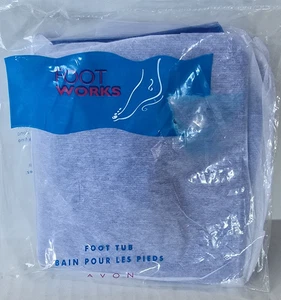 FOOT
WORKS
FOOT TUB
BAIN POUR LES PIEDS
AVON